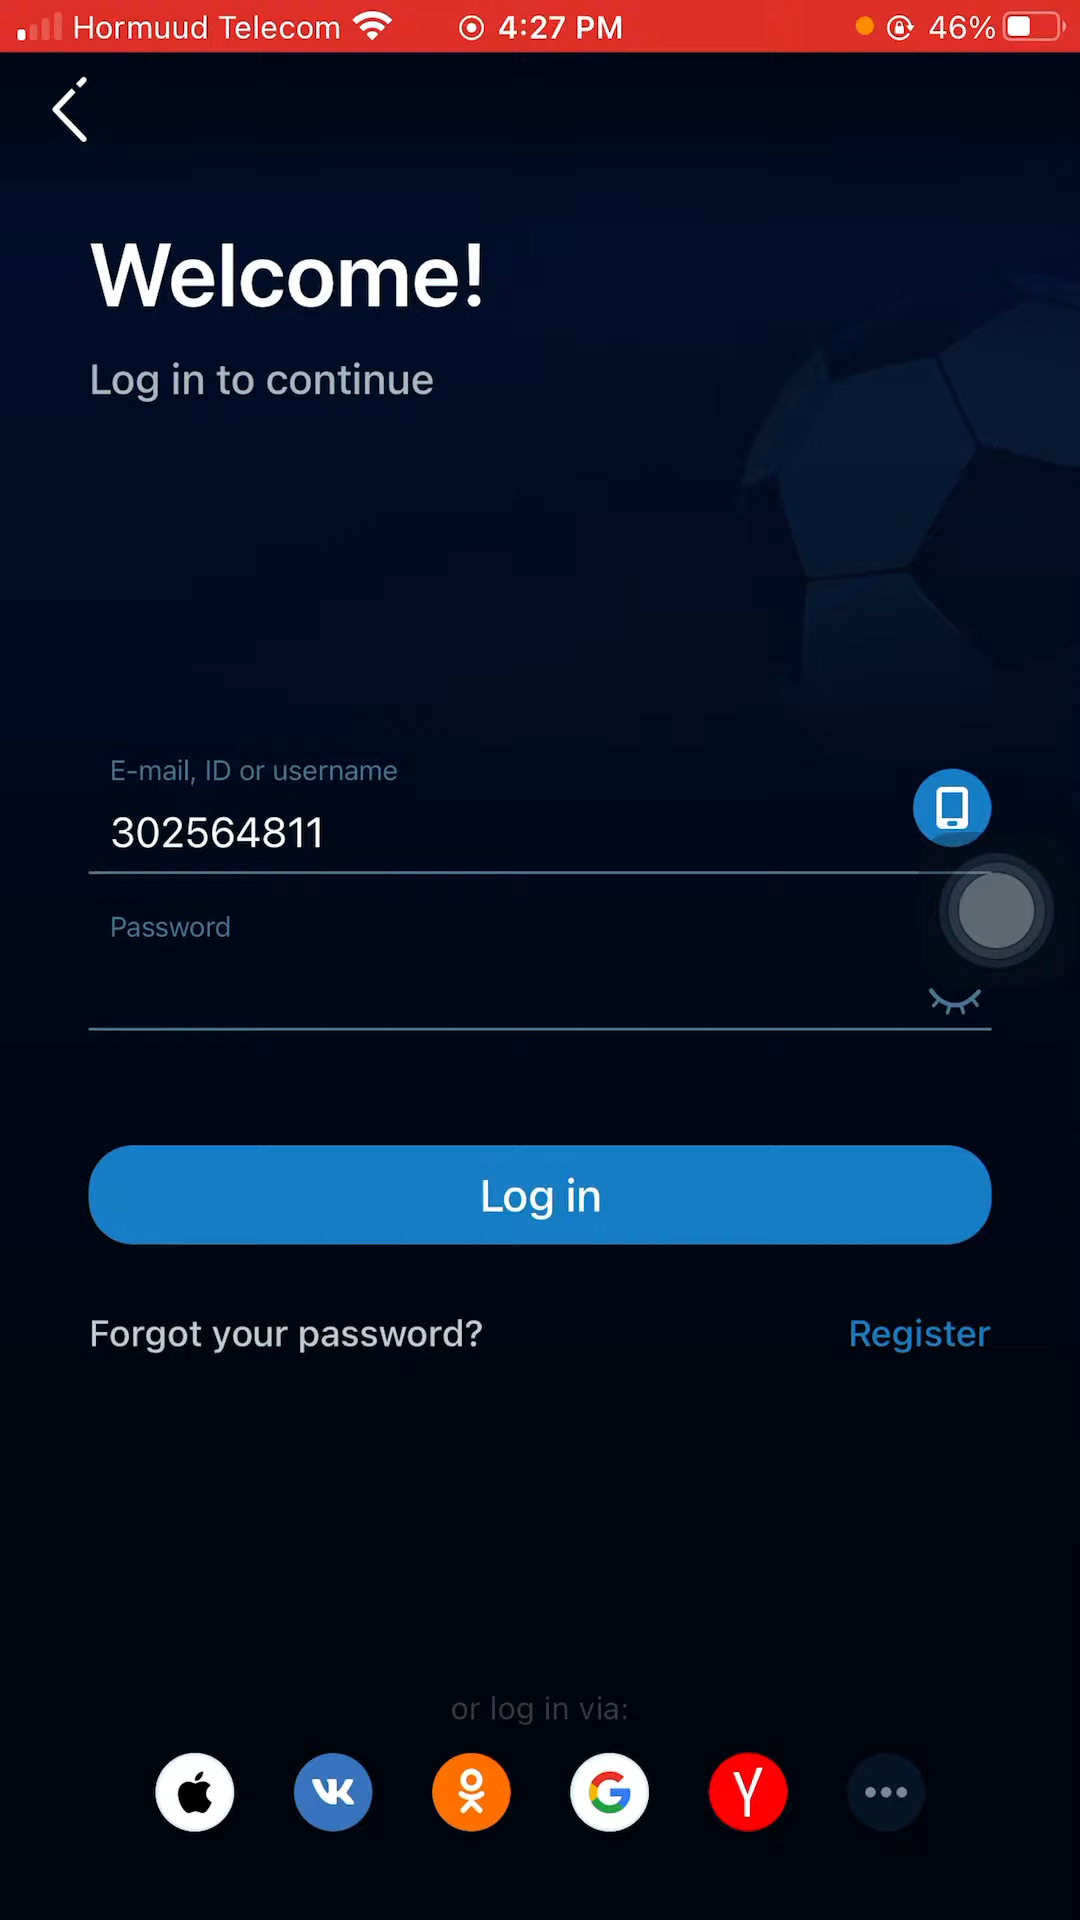 Hormuud Telecom 4:27 PM 46%
Welcome!
Log in to continue
E-mail, ID or username
302564811
Password
Log in
Forgot your password? Register
or log in via: